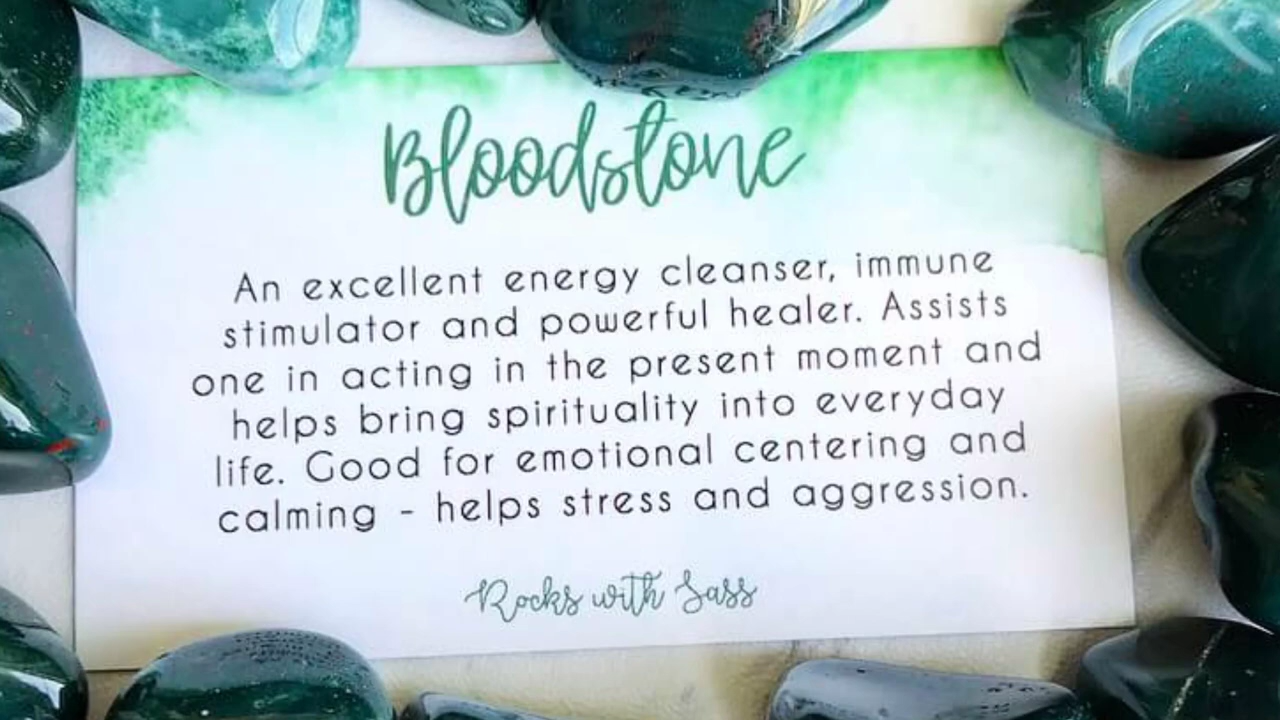 Bloodstone
An excellent energy cleanser, immune
stimulator and powerful healer. Assists
one in acting in the present moment and
helps bring spirituality into everyday
life. Good for emotional centering and
calming - helps stress and aggression.
Rocks with Sass